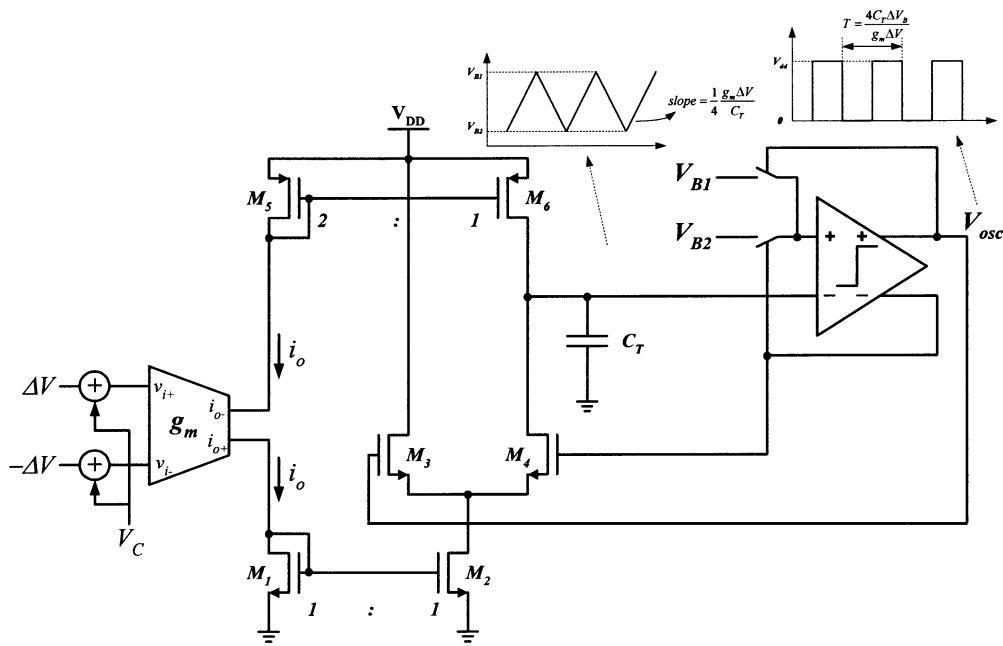 T = 4C_TΔV_B / g_mΔV
V_B1
V_B2
slope = 1/4 g_mΔV / C_T
V_dd
0
V_DD
M_5
2 : 1
M_6
V_B1
V_B2
+ +
− −
V_osc
C_T
i_o
ΔV
+
v_i+
i_o-
g_m
i_o+
−ΔV
+
v_i-
V_C
i_o
M_3
M_4
M_1
1 : 1
M_2